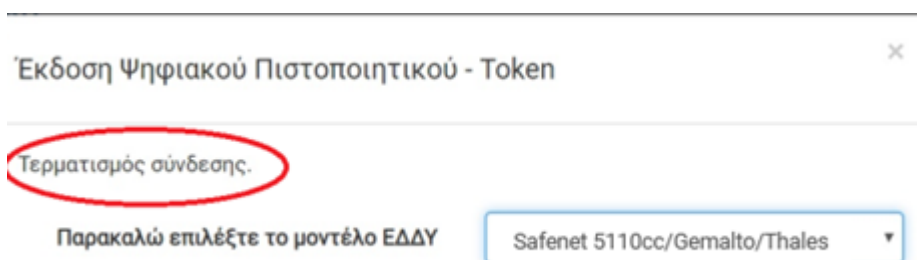 Έκδοση Ψηφιακού Πιστοποιητικού - Token
×
Τερματισμός σύνδεσης.
Παρακαλώ επιλέξτε το μοντέλο ΕΔΔΥ
Safenet 5110cc/Gemalto/Thales